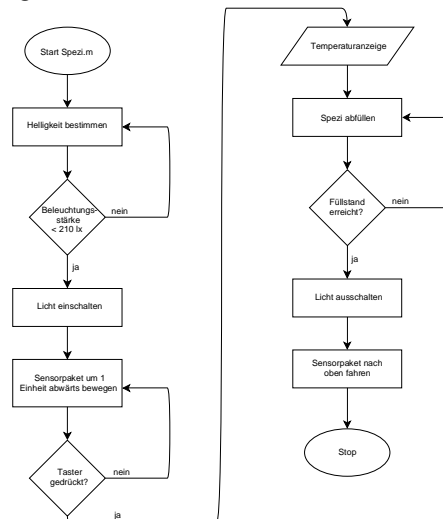 Start Spezi.m
Helligkeit bestimmen
Beleuchtungs-
stärke
< 210 lx
nein
ja
Licht einschalten
Sensorpaket um 1
Einheit abwärts bewegen
Taster
gedrückt?
nein
ja
Temperaturanzeige
Spezi abfüllen
Füllstand
erreicht?
nein
ja
Licht ausschalten
Sensorpaket nach
oben fahren
Stop